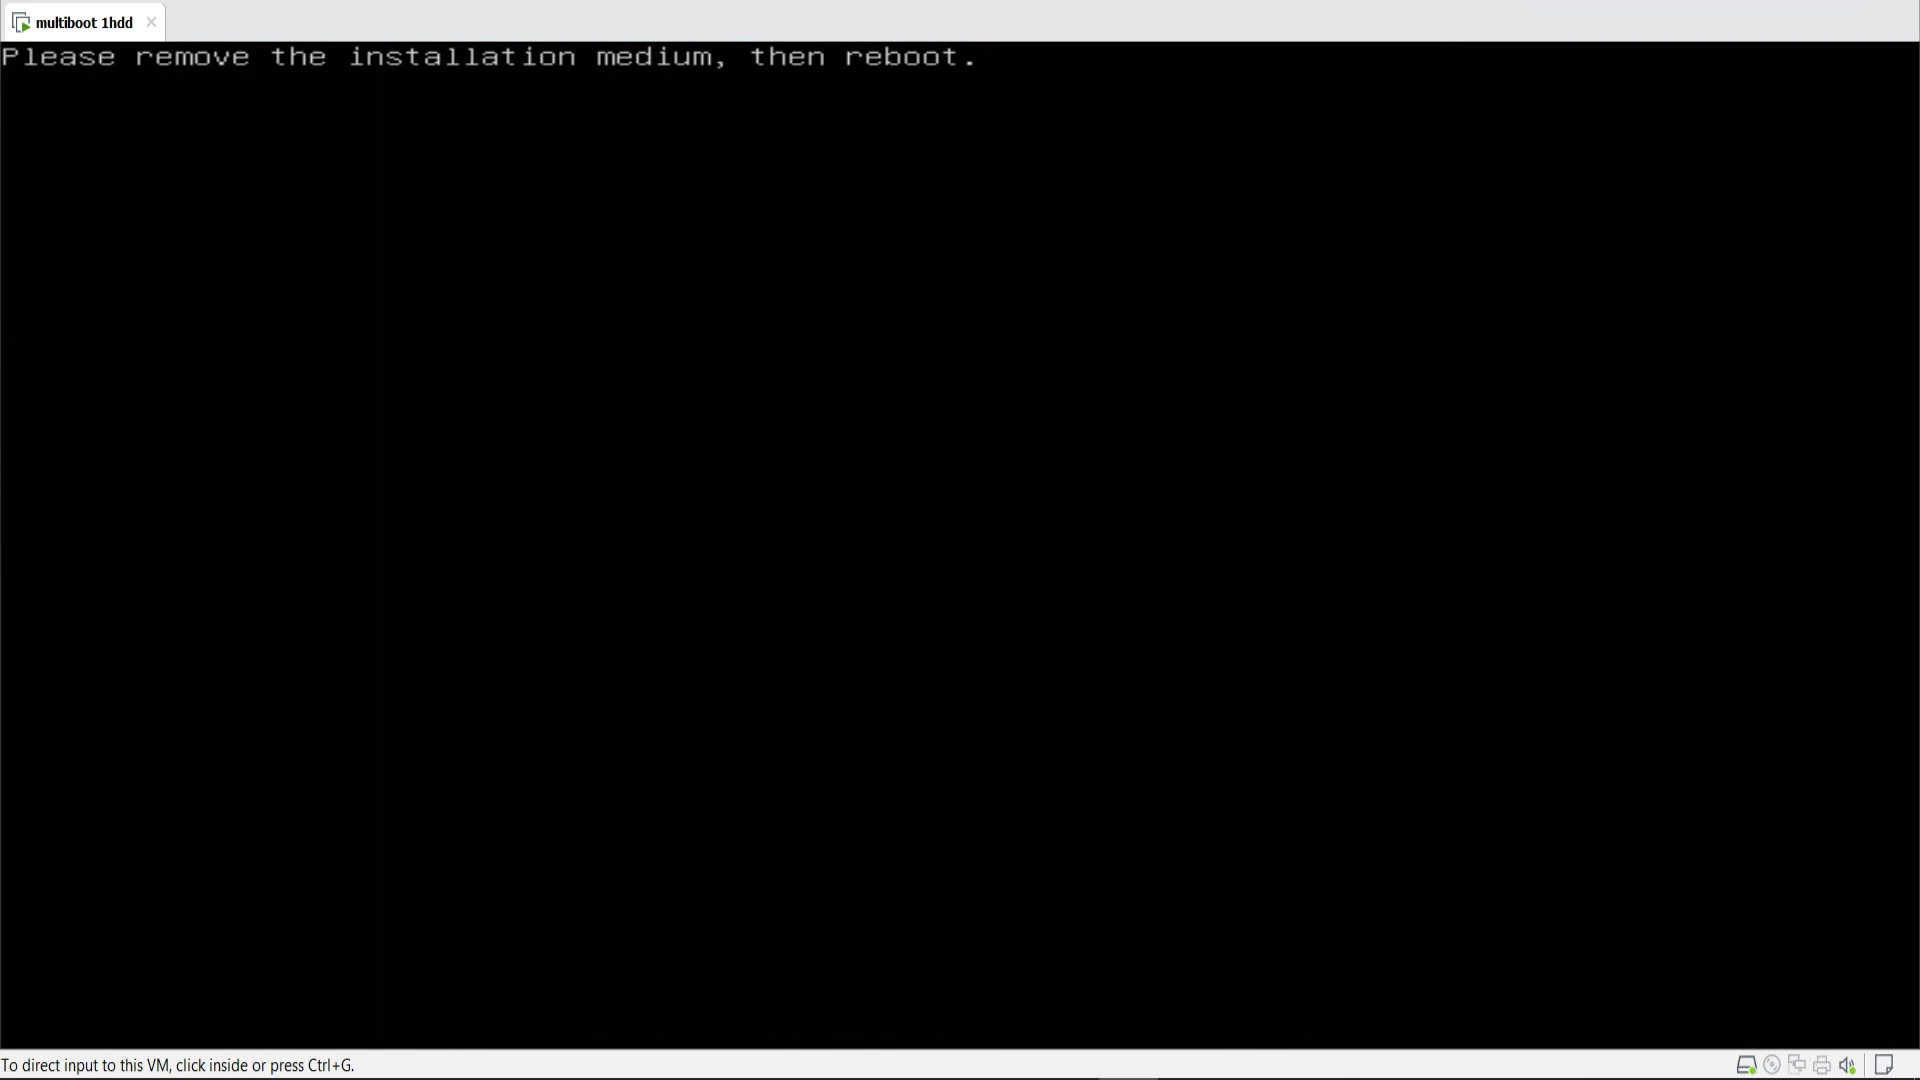 multiboot 1hdd
Please remove the installation medium, then reboot.
To direct input to this VM, click inside or press Ctrl+G.